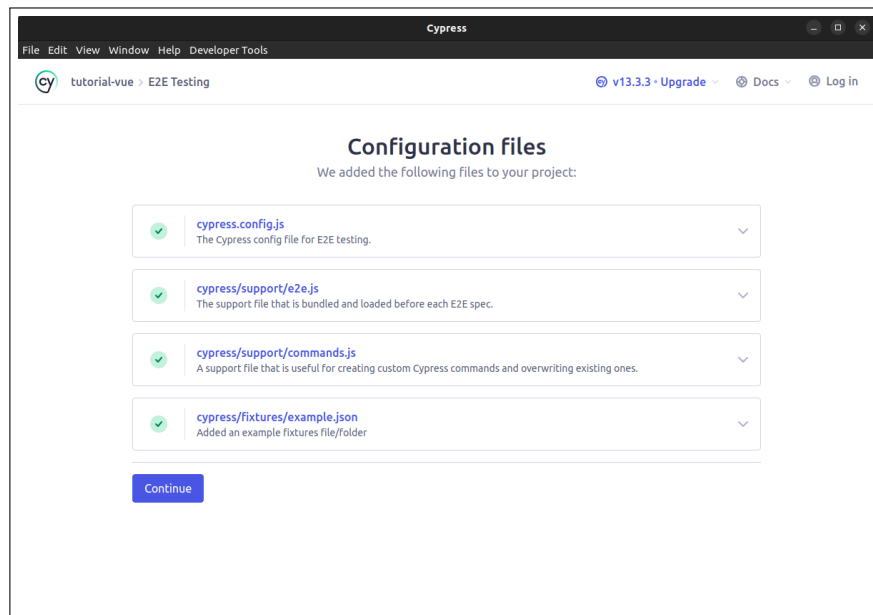 Cypress
File Edit View Window Help Developer Tools
cy tutorial-vue > E2E Testing cy v13.3.3 • Upgrade Docs Log in
Configuration files
We added the following files to your project:
cypress.config.js
The Cypress config file for E2E testing.
cypress/support/e2e.js
The support file that is bundled and loaded before each E2E spec.
cypress/support/commands.js
A support file that is useful for creating custom Cypress commands and overwriting existing ones.
cypress/fixtures/example.json
Added an example fixtures file/folder
Continue